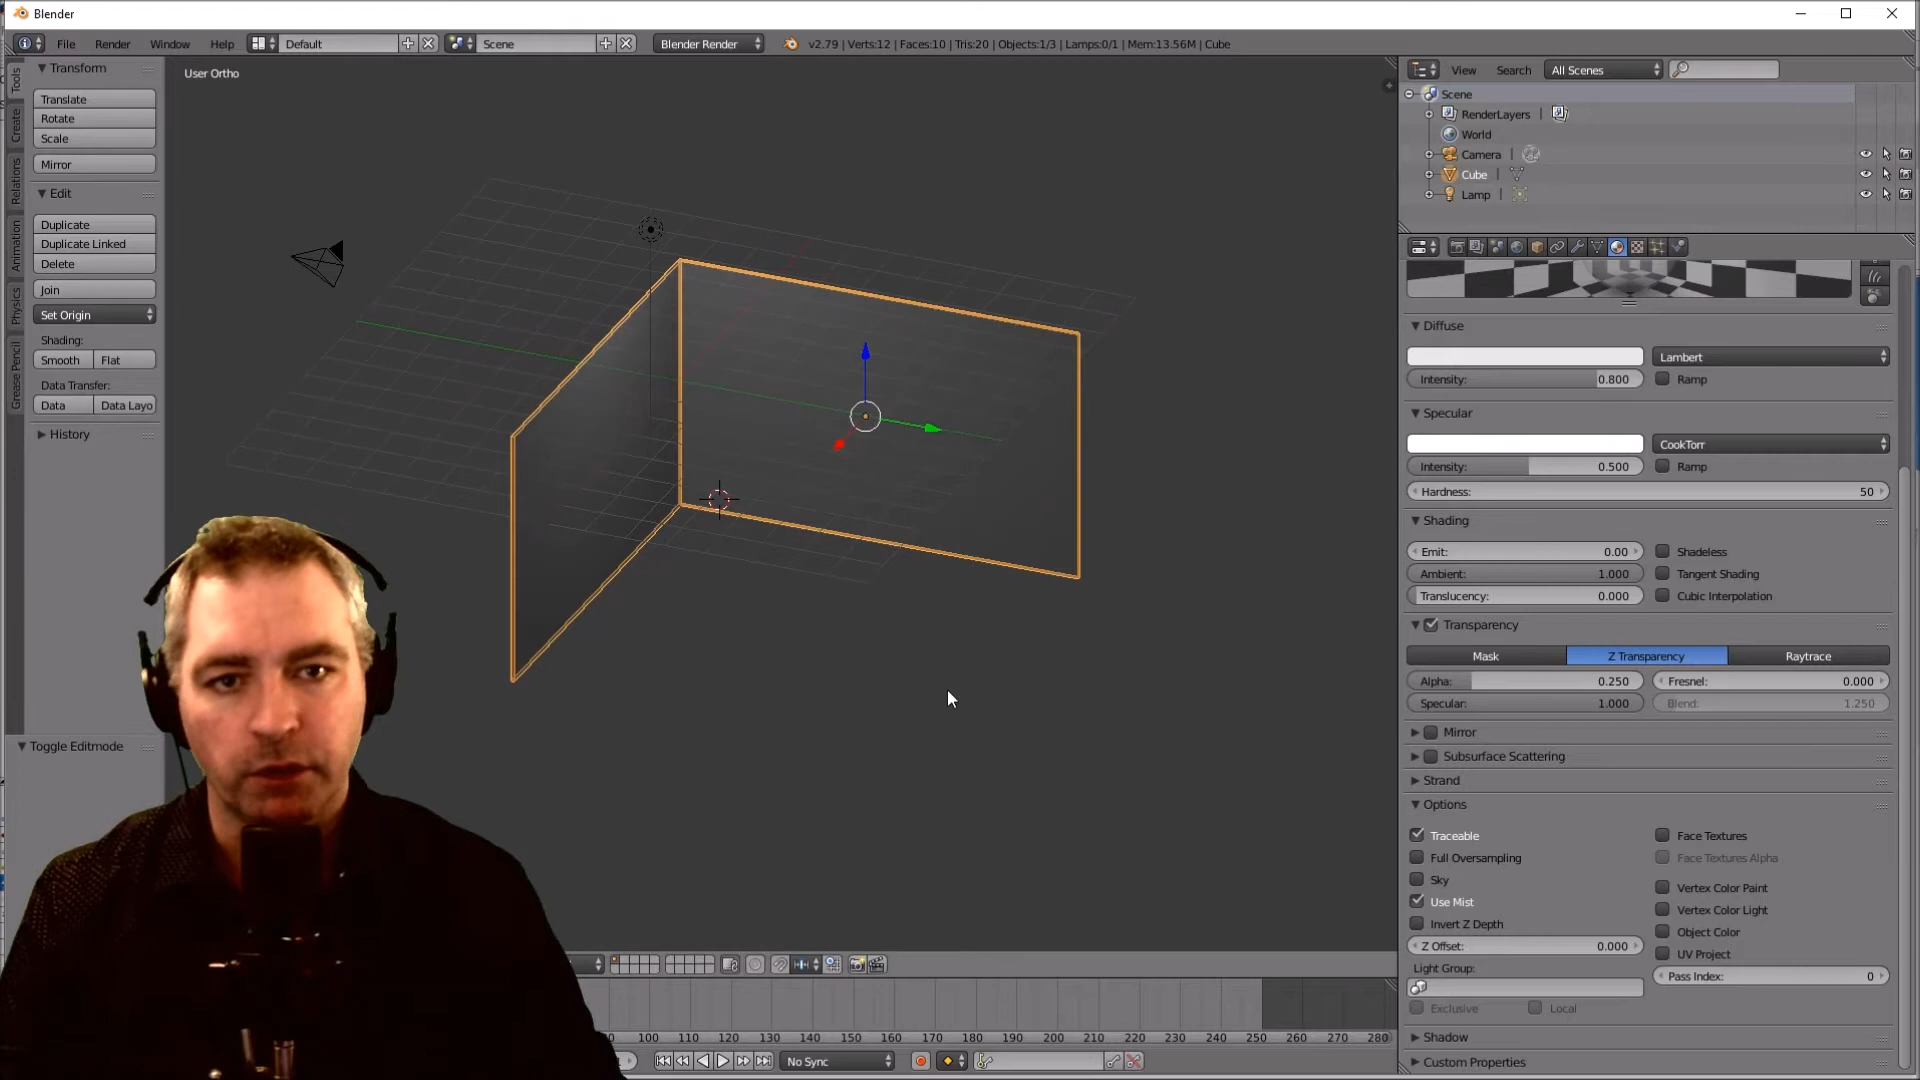 Blender
File Render Window Help Default Scene Blender Render v2.79 | Verts:12 | Faces:10 | Tris:20 | Objects:1/3 | Lamps:0/1 | Mem:13.56M | Cube
Tools
Create
Relations
Animation
Physics
Grease Pencil
Transform
Translate
Rotate
Scale
Mirror
Edit
Duplicate
Duplicate Linked
Delete
Join
Set Origin
Shading:
Smooth Flat
Data Transfer:
Data Data Layo
History
Toggle Editmode
User Ortho
View Search All Scenes
Scene
RenderLayers |
World
Camera |
Cube |
Lamp |
Diffuse
Lambert
Intensity: 0.800 Ramp
Specular
CookTorr
Intensity: 0.500 Ramp
Hardness: 50
Shading
Emit: 0.00 Shadeless
Ambient: 1.000 Tangent Shading
Translucency: 0.000 Cubic Interpolation
Transparency
Mask Z Transparency Raytrace
Alpha: 0.250 Fresnel: 0.000
Specular: 1.000 Blend: 1.250
Mirror
Subsurface Scattering
Strand
Options
Traceable Face Textures
Full Oversampling Face Textures Alpha
Sky Vertex Color Paint
Use Mist Vertex Color Light
Invert Z Depth Object Color
Z Offset: 0.000 UV Project
Light Group: Pass Index: 0
Exclusive Local
Shadow
Custom Properties
100 110 120 130 140 150 160 170 180 190 200 210 220 230 240 250 260 270 280
No Sync